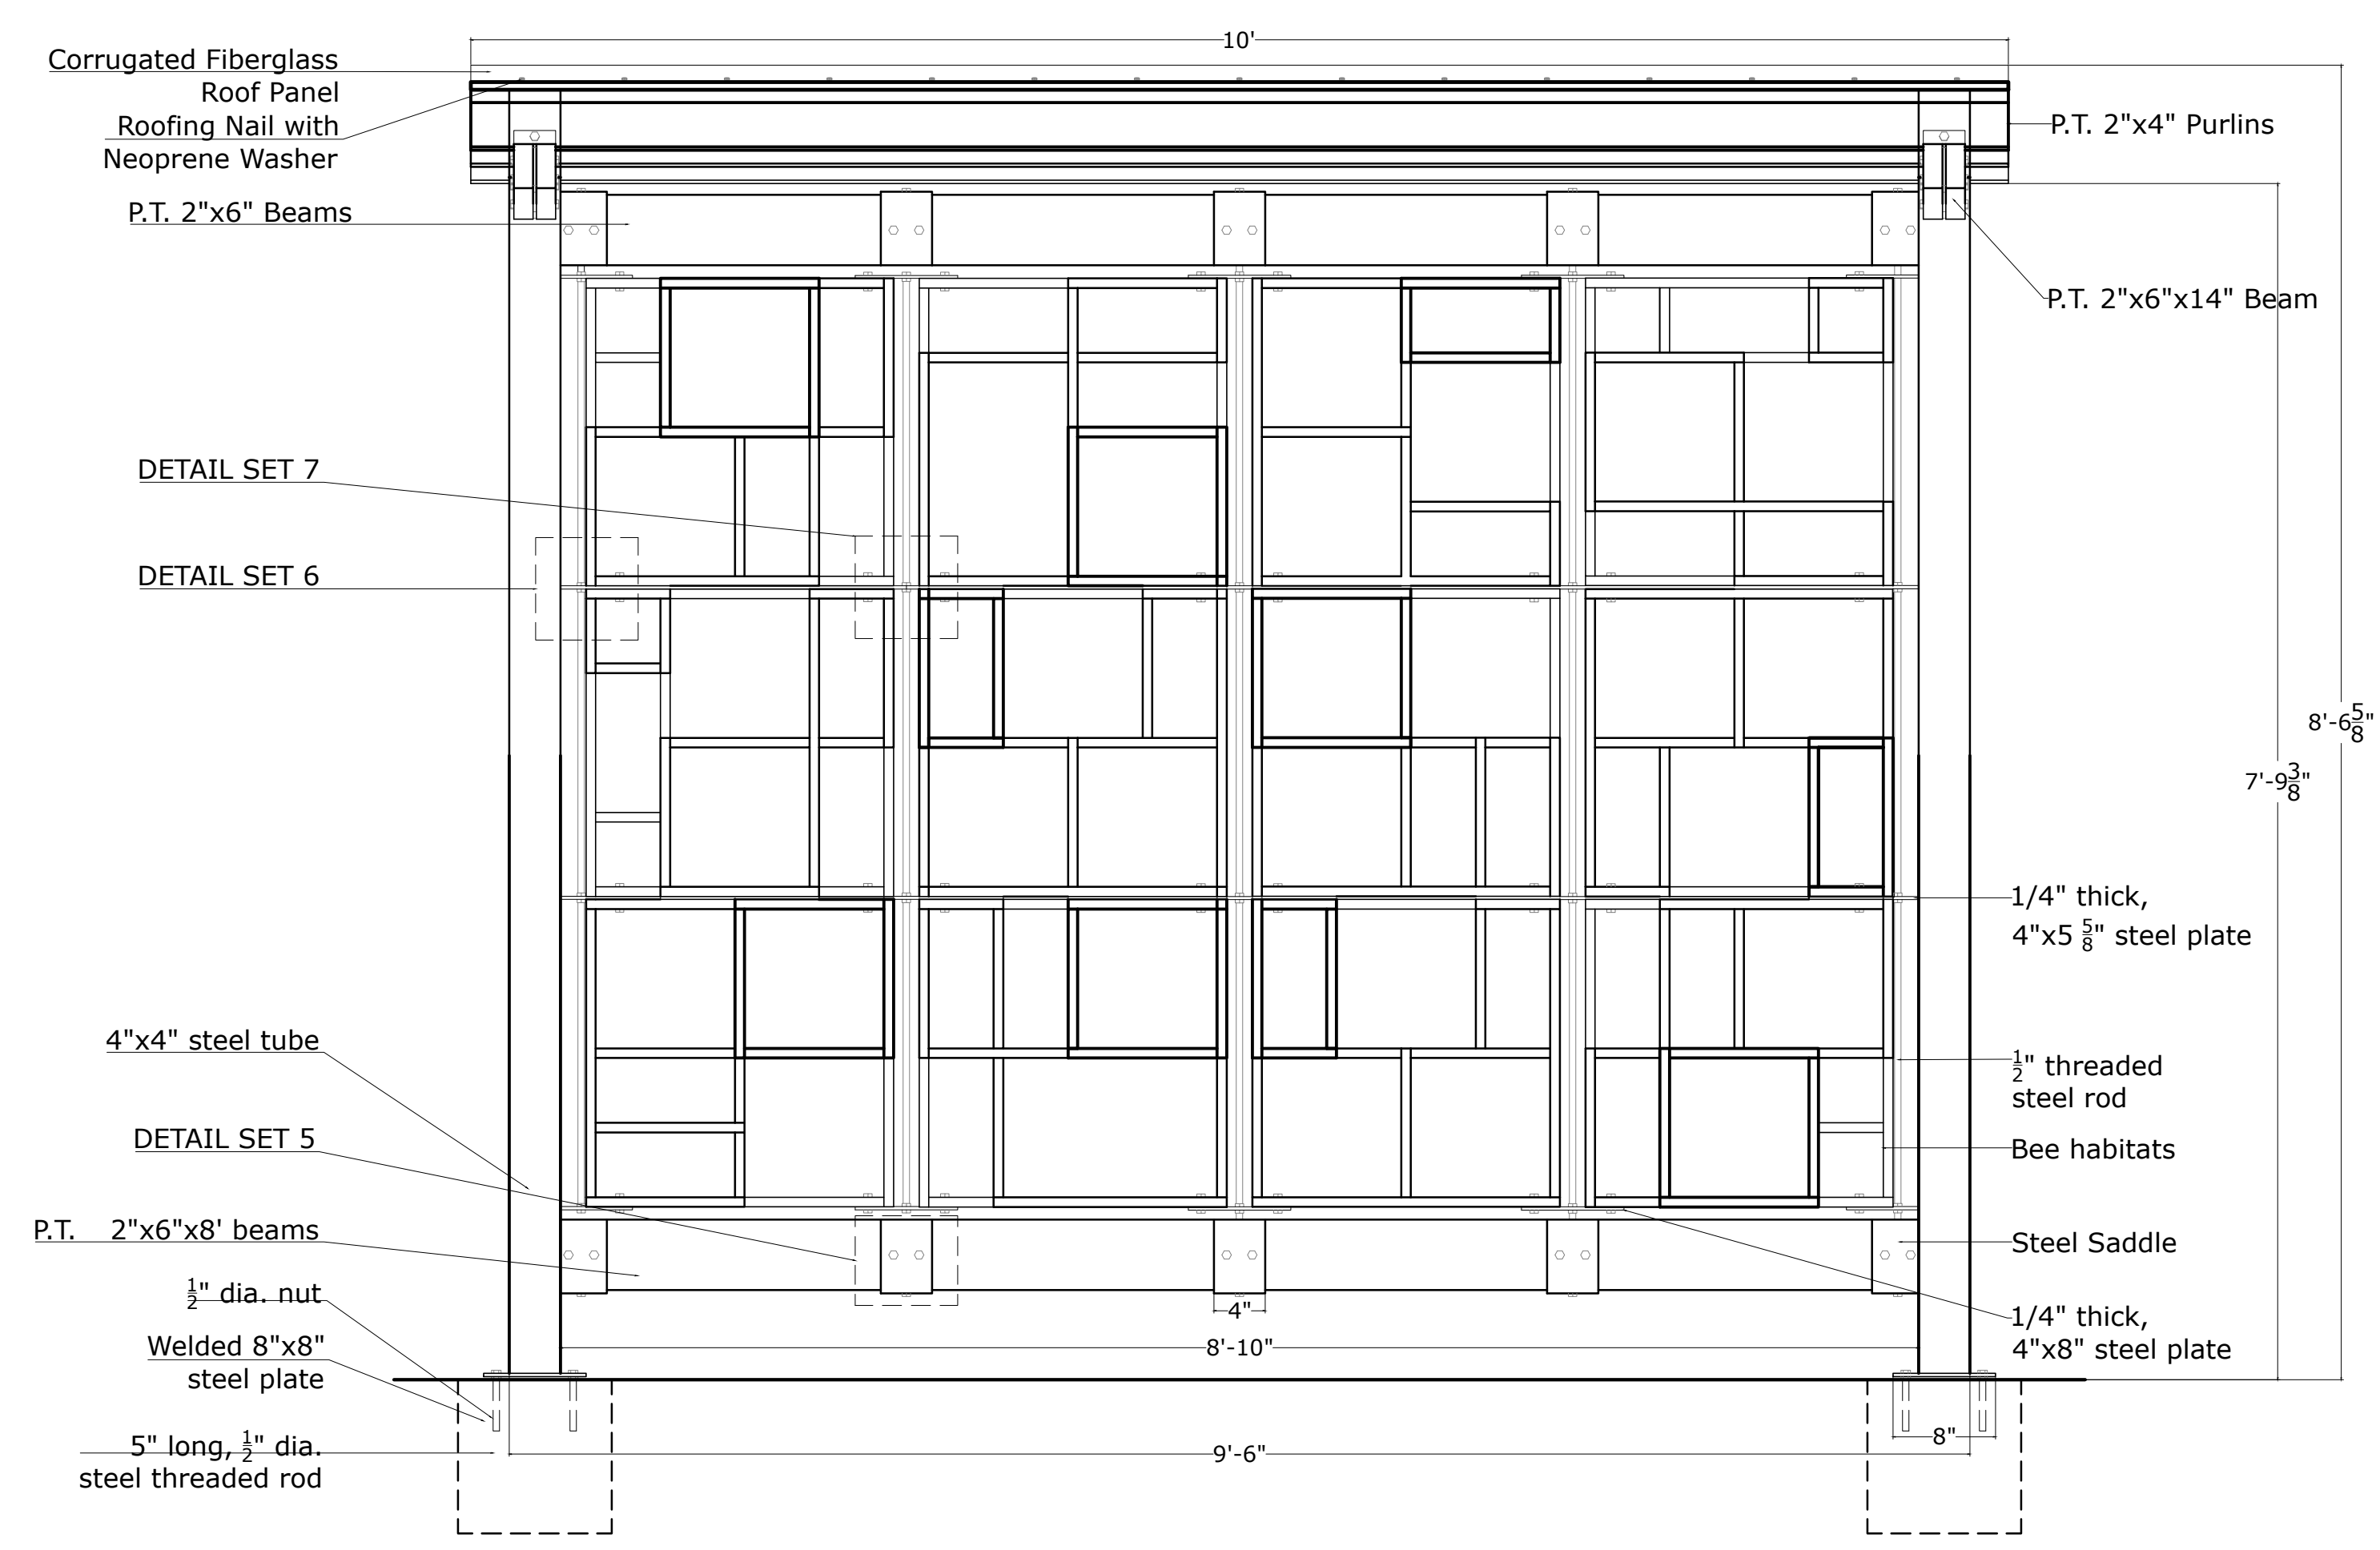 10'
Corrugated Fiberglass
Roof Panel
Roofing Nail with
Neoprene Washer
P.T. 2"x4" Purlins
P.T. 2"x6" Beams
P.T. 2"x6"x14" Beam
DETAIL SET 7
DETAIL SET 6
8'-6 5/8"
7'-9 3/8"
1/4" thick,
4"x5 5/8" steel plate
4"x4" steel tube
1/2" threaded
steel rod
DETAIL SET 5
Bee habitats
P.T. 2"x6"x8' beams
Steel Saddle
1/2" dia. nut
4"
1/4" thick,
4"x8" steel plate
Welded 8"x8"
steel plate
8'-10"
5" long, 1/2" dia.
steel threaded rod
8"
9'-6"